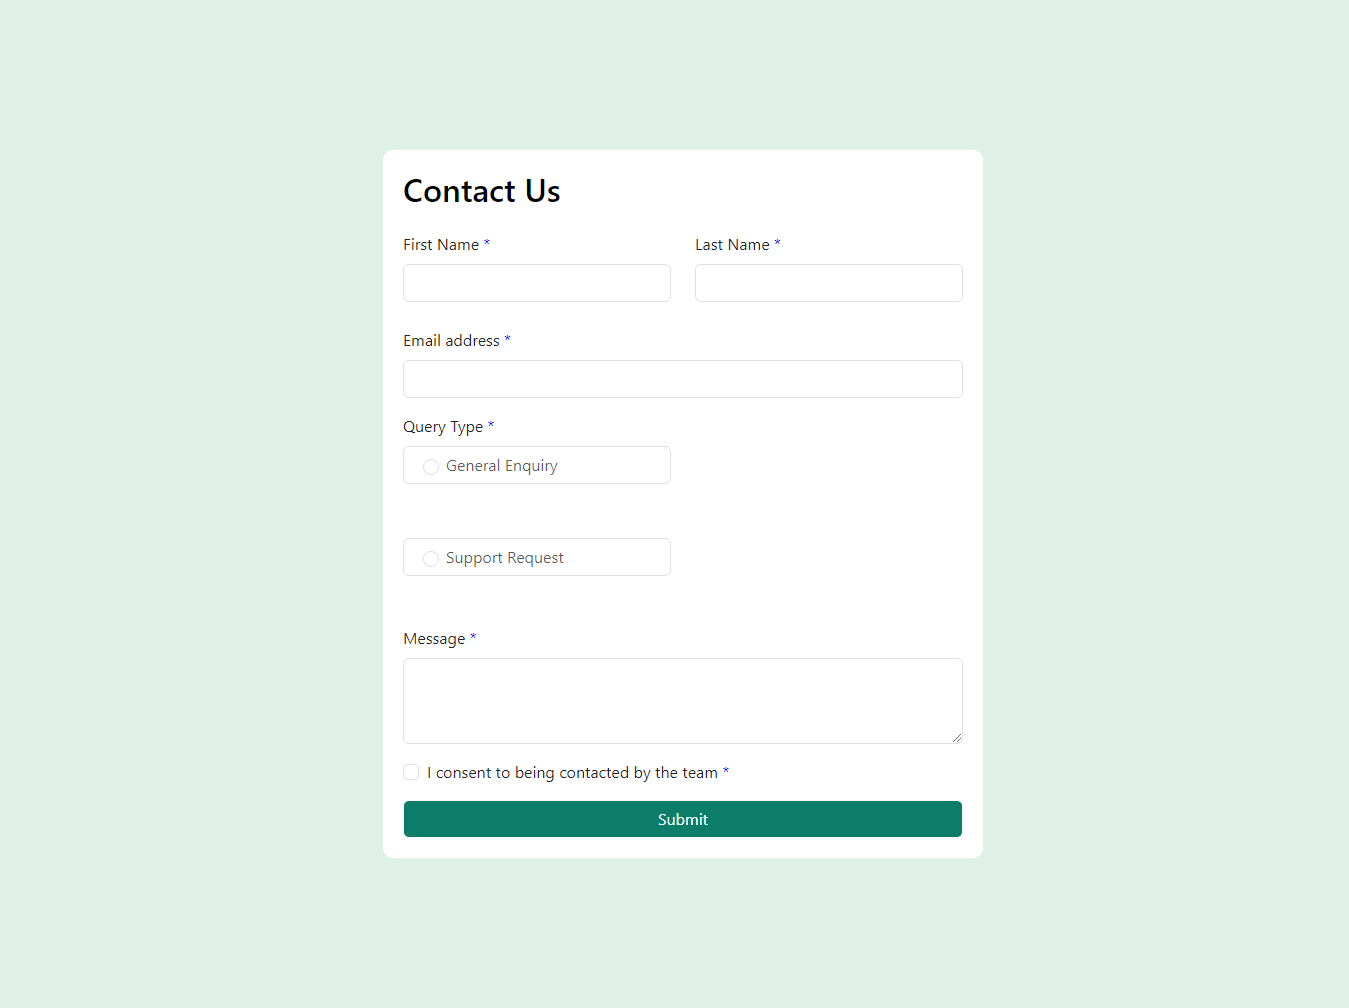 Contact Us
First Name * Last Name *
Email address *
Query Type *
General Enquiry
Support Request
Message *
I consent to being contacted by the team *
Submit